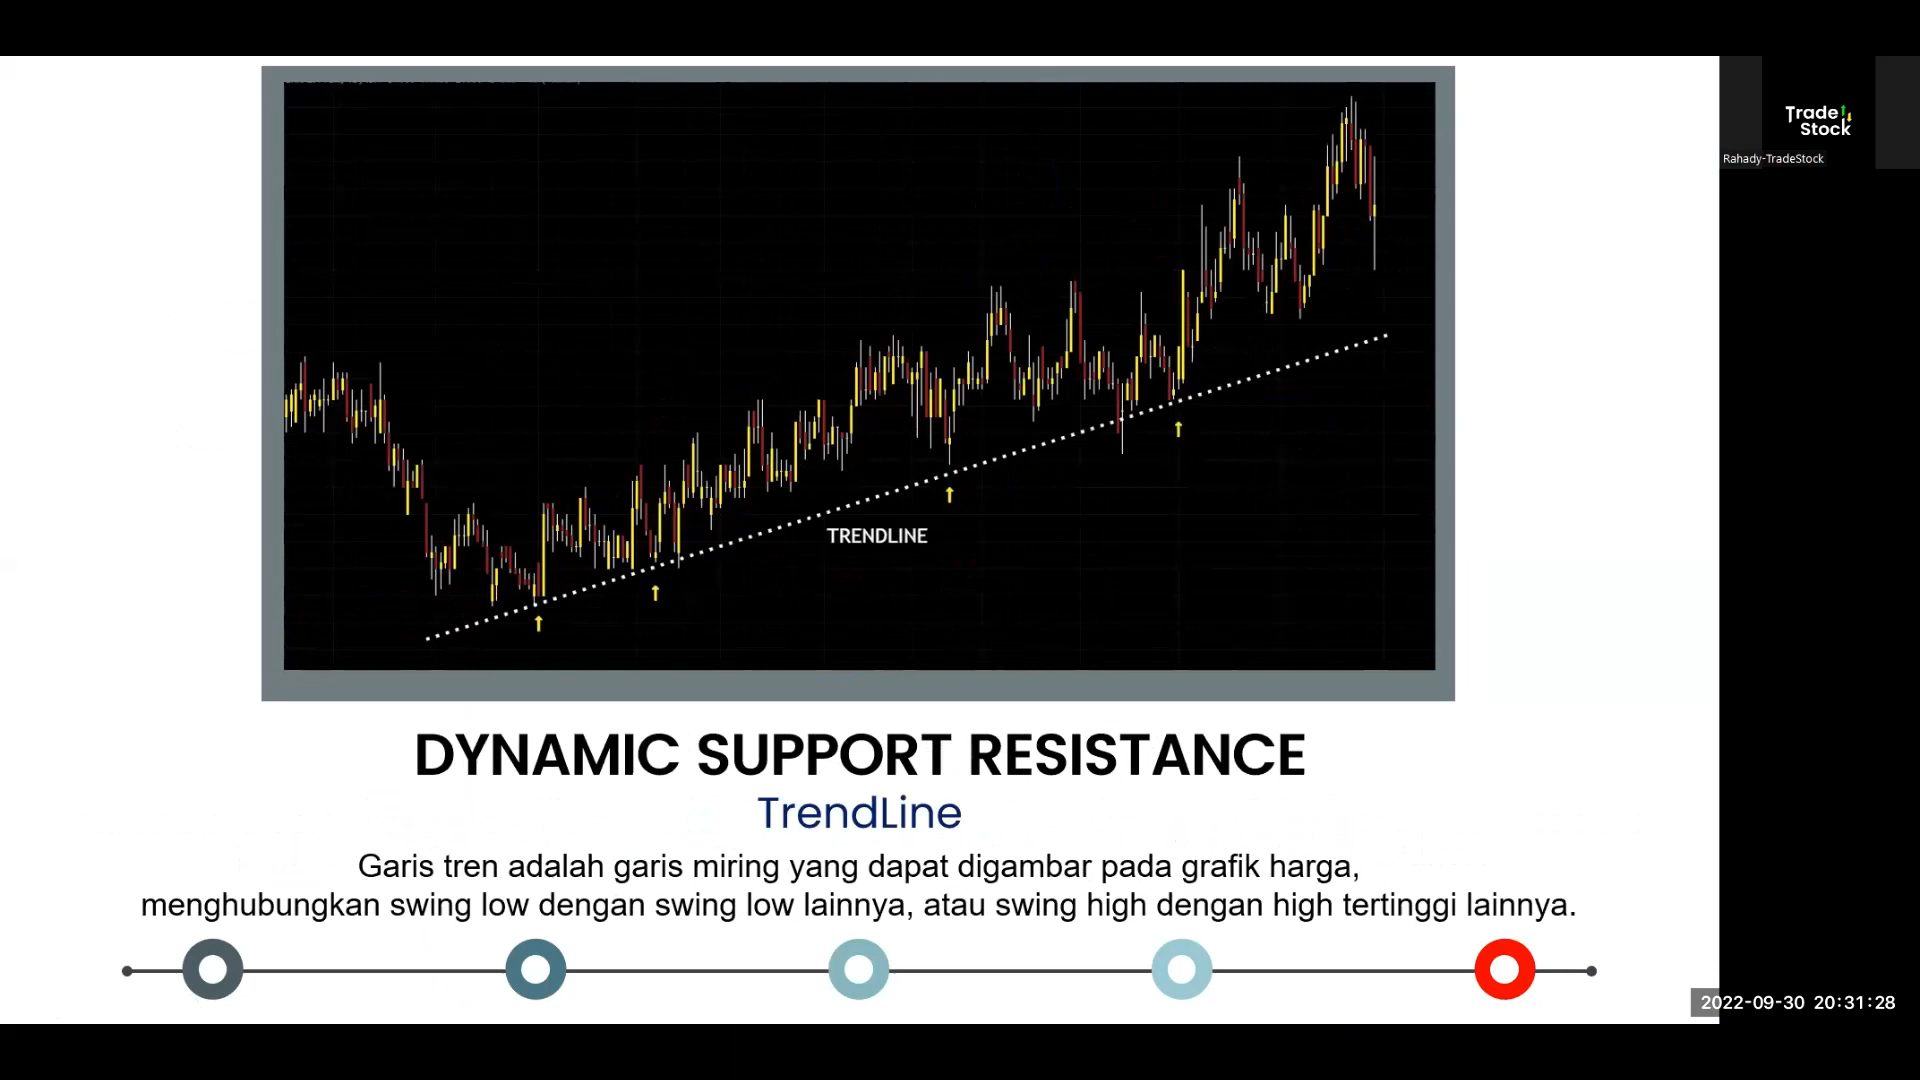 Trade
Stock
Rahady-TradeStock
TRENDLINE
DYNAMIC SUPPORT RESISTANCE
TrendLine
Garis tren adalah garis miring yang dapat digambar pada grafik harga,
menghubungkan swing low dengan swing low lainnya, atau swing high dengan high tertinggi lainnya.
2022-09-30 20:31:28